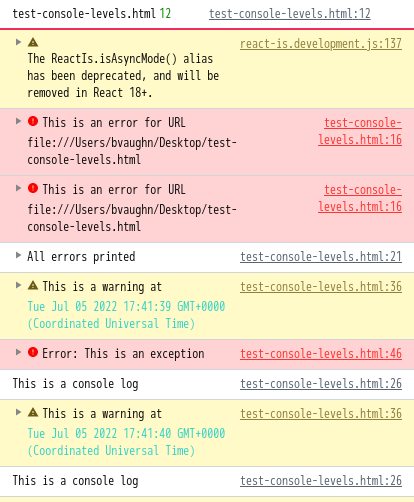 test-console-levels.html 12 test-console-levels.html:12
react-is.development.js:137
The ReactIs.isAsyncMode() alias
has been deprecated, and will be
removed in React 18+.
This is an error for URL test-console-
levels.html:16
file:///Users/bvaughn/Desktop/test-
console-levels.html
This is an error for URL test-console-
levels.html:16
file:///Users/bvaughn/Desktop/test-
console-levels.html
All errors printed test-console-levels.html:21
This is a warning at test-console-levels.html:36
Tue Jul 05 2022 17:41:39 GMT+0000
(Coordinated Universal Time)
Error: This is an exception test-console-levels.html:46
This is a console log test-console-levels.html:26
This is a warning at test-console-levels.html:36
Tue Jul 05 2022 17:41:40 GMT+0000
(Coordinated Universal Time)
This is a console log test-console-levels.html:26